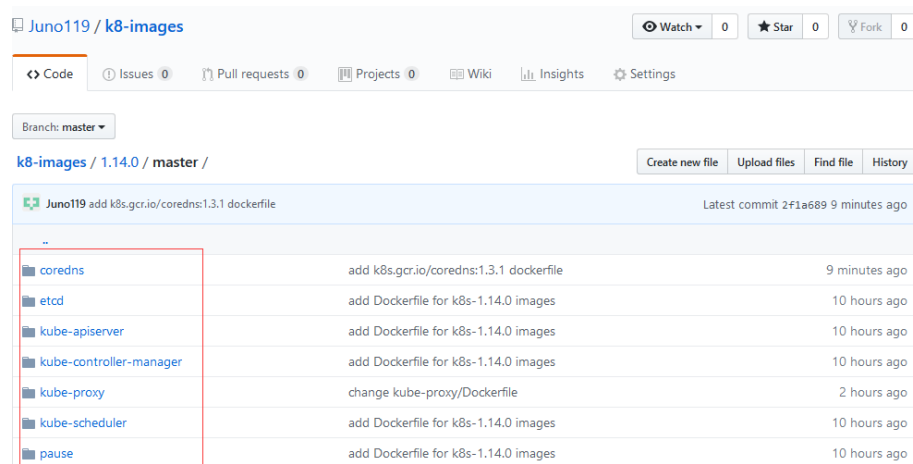 Juno119 / k8-images
Watch 0 Star 0 Fork 0
Code Issues 0 Pull requests 0 Projects 0 Wiki Insights Settings
Branch: master
k8-images / 1.14.0 / master /
Create new file Upload files Find file History
Juno119 add k8s.gcr.io/coredns:1.3.1 dockerfile Latest commit 2f1a689 9 minutes ago
..
coredns add k8s.gcr.io/coredns:1.3.1 dockerfile 9 minutes ago
etcd add Dockerfile for k8s-1.14.0 images 10 hours ago
kube-apiserver add Dockerfile for k8s-1.14.0 images 10 hours ago
kube-controller-manager add Dockerfile for k8s-1.14.0 images 10 hours ago
kube-proxy change kube-proxy/Dockerfile 2 hours ago
kube-scheduler add Dockerfile for k8s-1.14.0 images 10 hours ago
pause add Dockerfile for k8s-1.14.0 images 10 hours ago